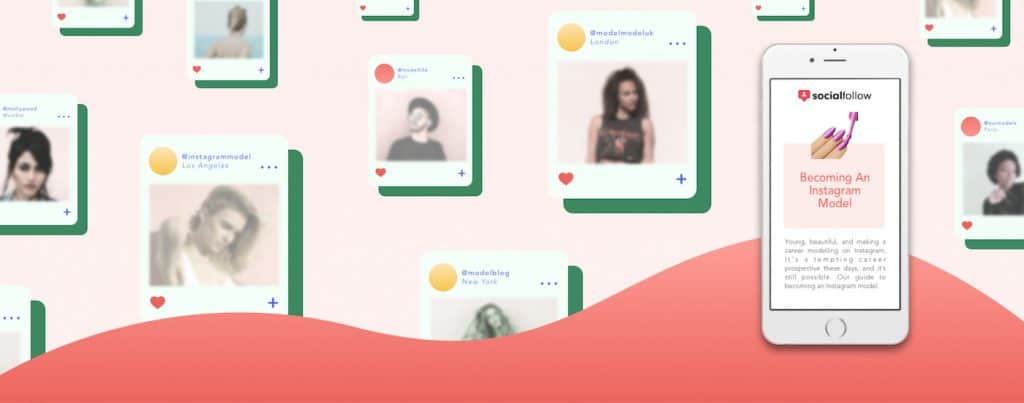 @modelmodeluk
London
@modellife
Bali
@mollywood
Mumbai
@instagrammodel
Los Angeles
@ourmodels
Paris
@modelblog
New York
socialfollow
Becoming An
Instagram
Model
Young, beautiful, and making a
career modelling on Instagram.
It's a tempting career
prospective these days, and it's
still possible. Our guide to
becoming an Instagram model.